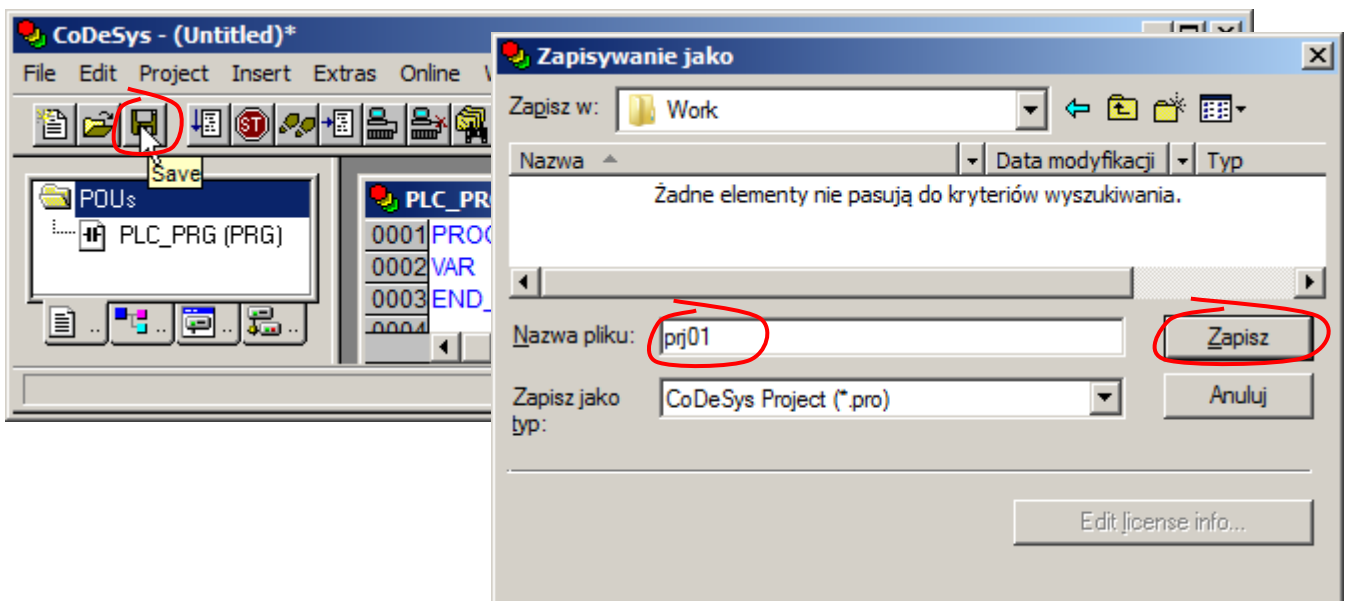 CoDeSys - (Untitled)*
File Edit Project Insert Extras Online
ST
Save
POUs
PLC_PRG (PRG)
..
..
..
..
PLC_PR
0001 PROG
0002 VAR
0003 END_
0004
Zapisywanie jako
Zapisz w: Work
Nazwa Data modyfikacji Typ
Żadne elementy nie pasują do kryteriów wyszukiwania.
Nazwa pliku: prj01 Zapisz
Zapisz jako typ: CoDeSys Project (*.pro) Anuluj
Edit license info...